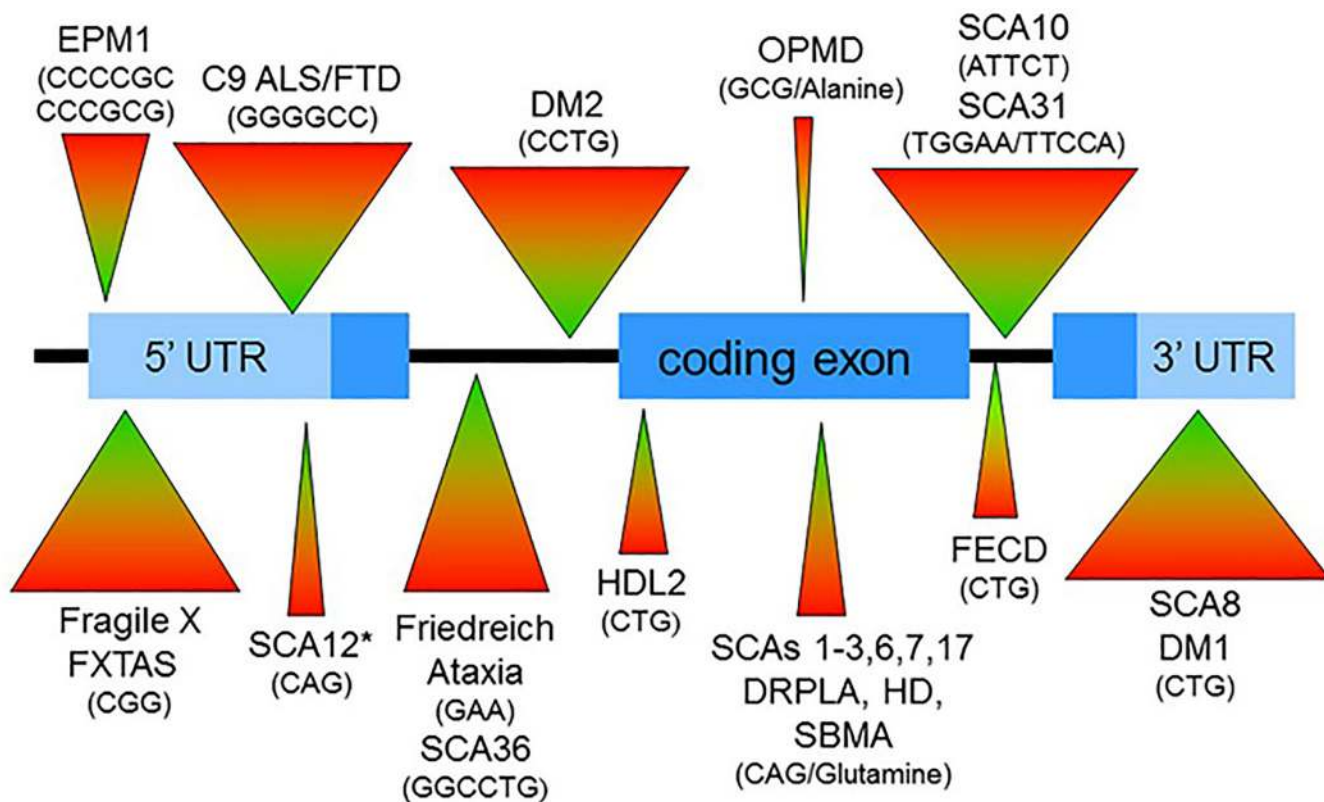 EPM1
(CCCCGC
CCCGCG)
C9 ALS/FTD
(GGGGCC)
DM2
(CCTG)
OPMD
(GCG/Alanine)
SCA10
(ATTCT)
SCA31
(TGGAA/TTCCA)
5' UTR
coding exon
3' UTR
Fragile X
FXTAS
(CGG)
SCA12*
(CAG)
Friedreich
Ataxia
(GAA)
SCA36
(GGCCTG)
HDL2
(CTG)
SCAs 1-3,6,7,17
DRPLA, HD,
SBMA
(CAG/Glutamine)
FECD
(CTG)
SCA8
DM1
(CTG)